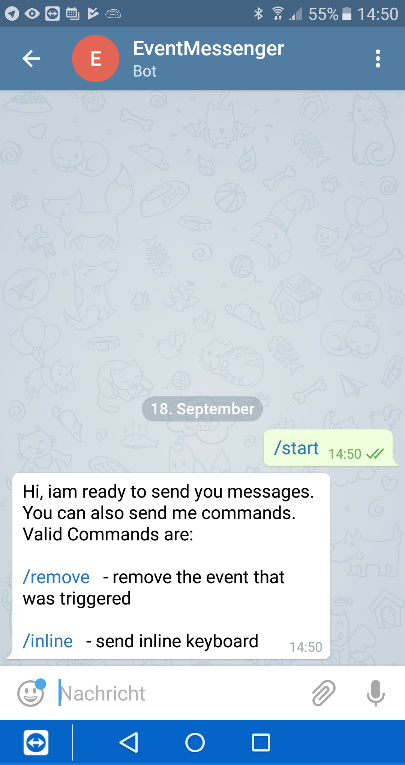 55% 14:50
E EventMessenger
Bot
18. September
/start 14:50
Hi, iam ready to send you messages.
You can also send me commands.
Valid Commands are:
/remove - remove the event that
was triggered
/inline - send inline keyboard 14:50
Nachricht